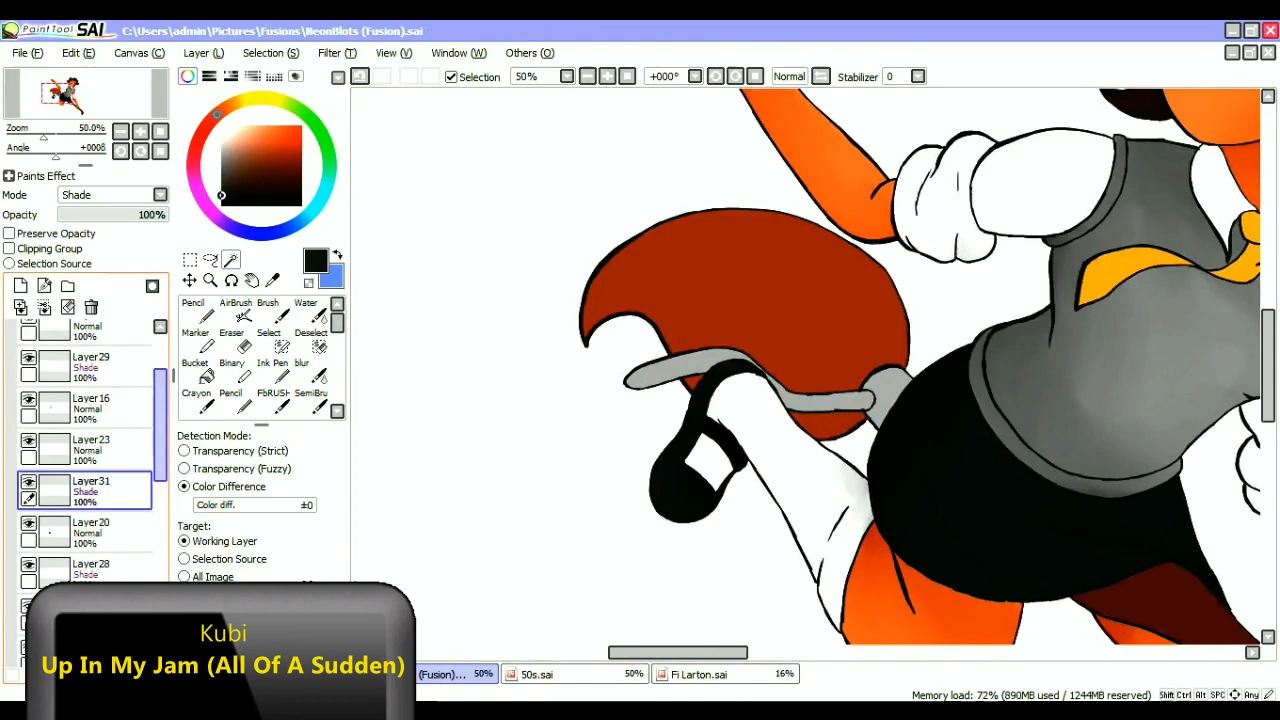 PaintTool SAI C:\Users\admin\Pictures\Fusions\NeonBlots (Fusion).sai
File (F) Edit (E) Canvas (C) Layer (L) Selection (S) Filter (T) View (V) Window (W) Others (O)
Selection 50% +000° Normal Stabilizer 0
Zoom 50.0%
Angle +000°
Paints Effect
Mode Shade
Opacity 100%
Preserve Opacity
Clipping Group
Selection Source
Normal
100%
Layer29
Shade
100%
Layer16
Normal
100%
Layer23
Normal
100%
Layer31
Shade
100%
Layer20
Normal
100%
Layer28
Shade
Pencil AirBrush Brush Water
Marker Eraser Select Deselect
Bucket Binary Ink Pen blur
Crayon Pencil FbRUSH SemiBru
Detection Mode:
Transparency (Strict)
Transparency (Fuzzy)
Color Difference
Color diff. ±0
Target:
Working Layer
Selection Source
All Image
Kubi
Up In My Jam (All Of A Sudden)
(Fusion)... 50% 50s.sai 50% Fi Larton.sai 16%
Memory load: 72% (890MB used / 1244MB reserved) Shift Ctrl Alt SPC Any